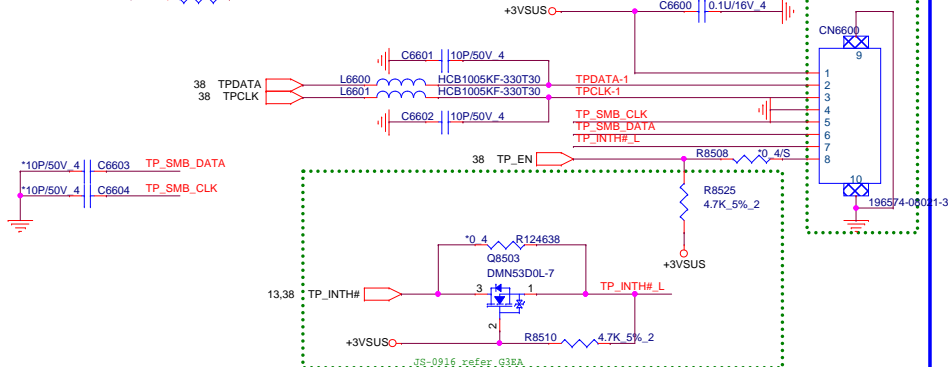 +3VSUS
C6600
0.1U/16V_4
CN6600
9
C6601
10P/50V_4
1
38 TPDATA
L6600
HCB1005KF-330T30
TPDATA-1
2
38 TPCLK
L6601
HCB1005KF-330T30
TPCLK-1
3
4
C6602
10P/50V_4
TP_SMB_CLK
5
TP_SMB_DATA
6
TP_INTH#_L
7
38 TP_EN
R8508
*0_4/S
8
*10P/50V_4
C6603
TP_SMB_DATA
10
*10P/50V_4
C6604
TP_SMB_CLK
R8525
4.7K_5%_2
196574-08021-3
*0_4
R124638
Q8503
DMN53D0L-7
+3VSUS
13,38 TP_INTH#
3
1
TP_INTH#_L
2
+3VSUS
R8510
4.7K_5%_2
JS-0916 refer G3EA